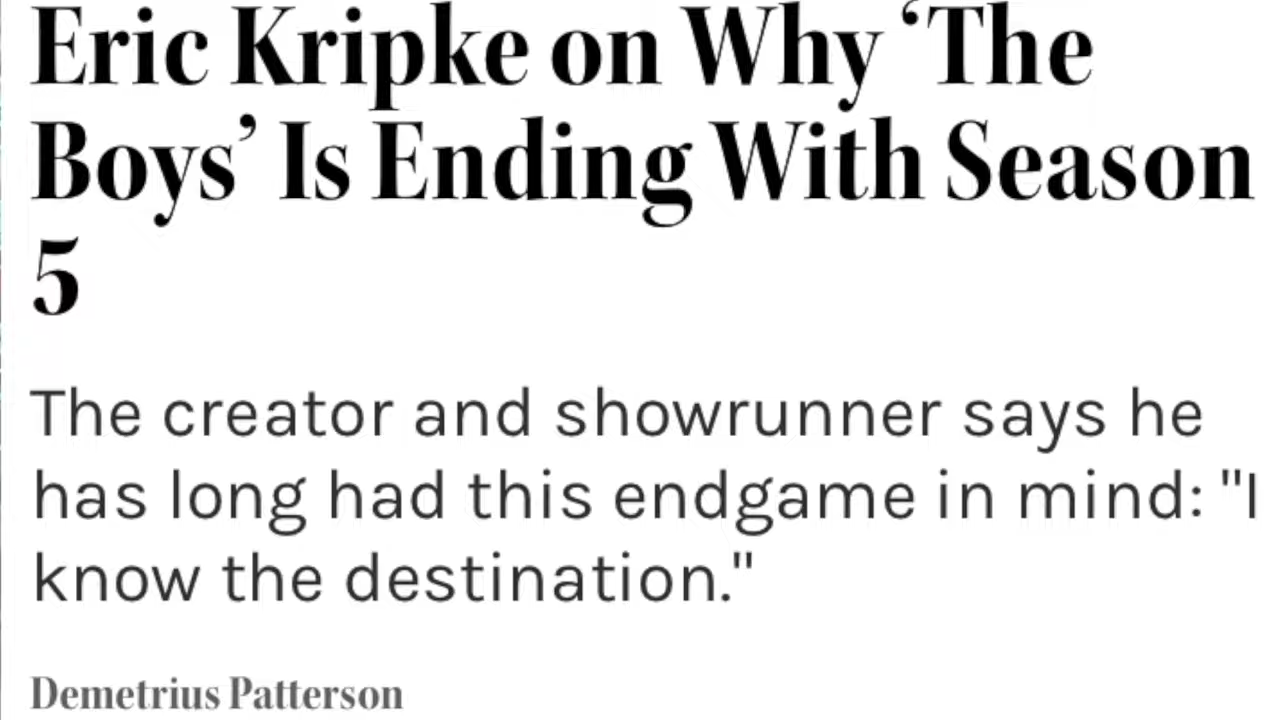 Eric Kripke on Why ‘The
Boys’ Is Ending With Season
5
The creator and showrunner says he
has long had this endgame in mind: "I
know the destination."
Demetrius Patterson